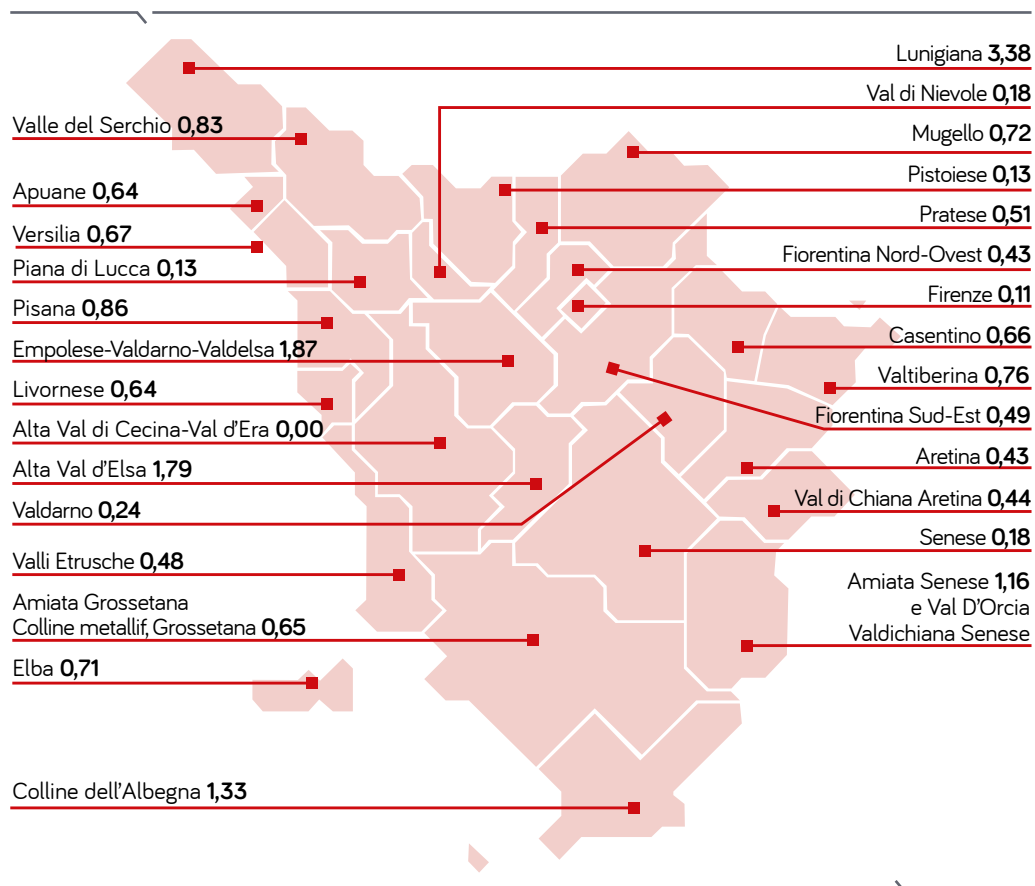 Lunigiana 3,38
Val di Nievole 0,18
Mugello 0,72
Pistoiese 0,13
Pratese 0,51
Fiorentina Nord-Ovest 0,43
Firenze 0,11
Casentino 0,66
Valtiberina 0,76
Fiorentina Sud-Est 0,49
Aretina 0,43
Val di Chiana Aretina 0,44
Senese 0,18
Amiata Senese 1,16
e Val D'Orcia
Valdichiana Senese
Valle del Serchio 0,83
Apuane 0,64
Versilia 0,67
Piana di Lucca 0,13
Pisana 0,86
Empolese-Valdarno-Valdelsa 1,87
Livornese 0,64
Alta Val di Cecina-Val d'Era 0,00
Alta Val d'Elsa 1,79
Valdarno 0,24
Valli Etrusche 0,48
Amiata Grossetana
Colline metallif, Grossetana 0,65
Elba 0,71
Colline dell'Albegna 1,33